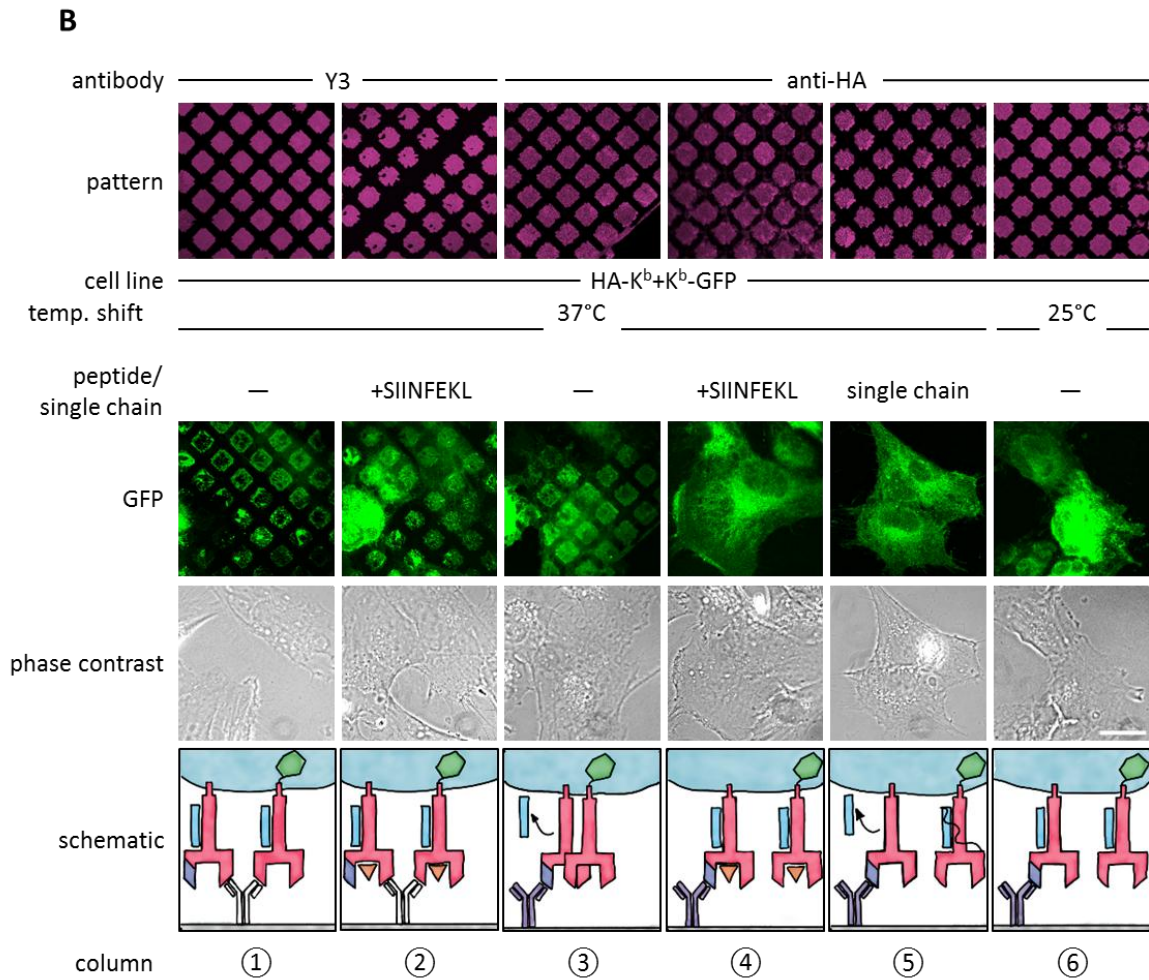 B
antibody Y3 anti-HA
pattern
cell line HA-Kᵇ+Kᵇ-GFP
temp. shift 37°C 25°C
peptide/
single chain — +SIINFEKL — +SIINFEKL single chain —
GFP
phase contrast
schematic
column ① ② ③ ④ ⑤ ⑥